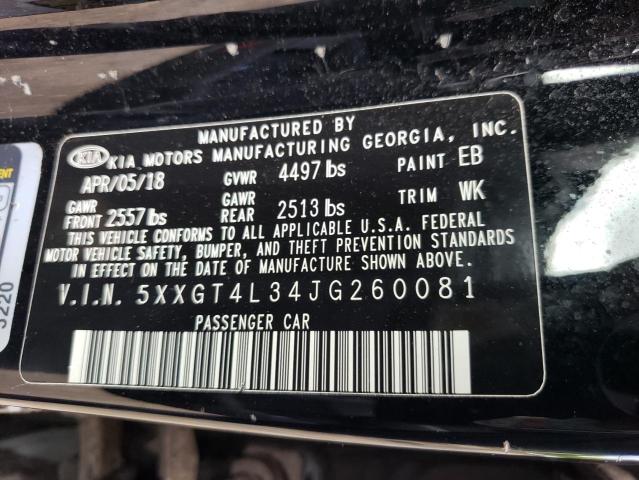 MANUFACTURED BY
KIA KIA MOTORS MANUFACTURING GEORGIA, INC.
APR/05/18 GVWR 4497 lbs PAINT EB
GAWR FRONT 2557 lbs GAWR REAR 2513 lbs TRIM WK
THIS VEHICLE CONFORMS TO ALL APPLICABLE U.S.A. FEDERAL
MOTOR VEHICLE SAFETY, BUMPER, AND THEFT PREVENTION STANDARDS
IN EFFECT ON THE DATE OF MANUFACTURE SHOWN ABOVE.
V.I.N. 5XXGT4L34JG260081
PASSENGER CAR